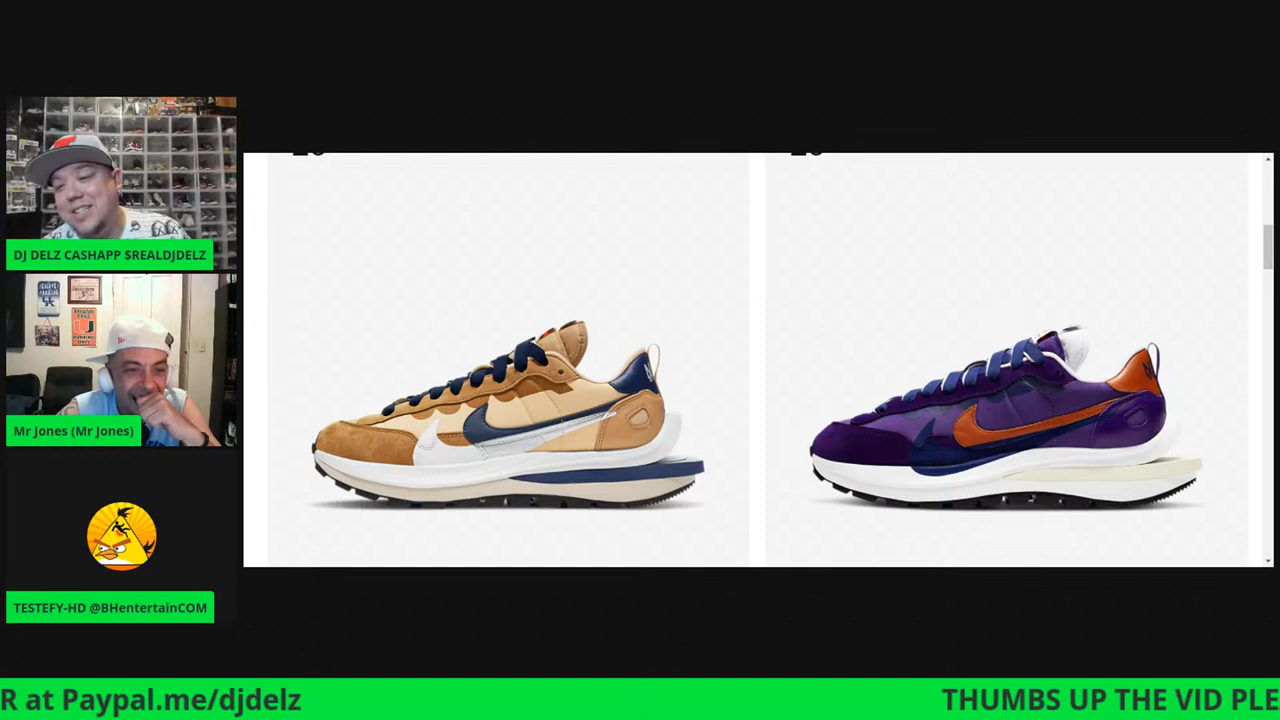 DJ DELZ CASHAPP $REALDJDELZ
Mr Jones (Mr Jones)
TESTEFY-HD @BHentertainCOM
R at Paypal.me/djdelz
THUMBS UP THE VID PLE